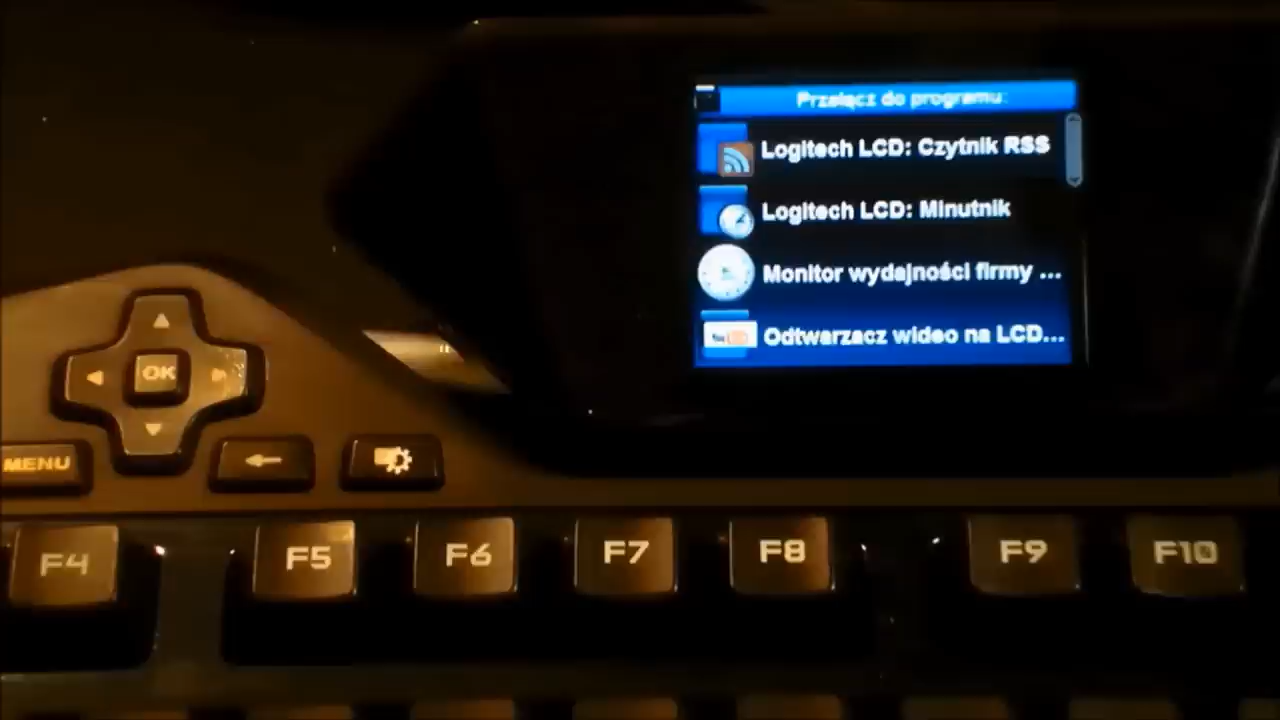 Przełącz do programu:
Logitech LCD: Czytnik RSS
Logitech LCD: Minutnik
Monitor wydajności firmy ...
Odtwarzacz wideo na LCD...
OK
MENU
F4 F5 F6 F7 F8 F9 F10